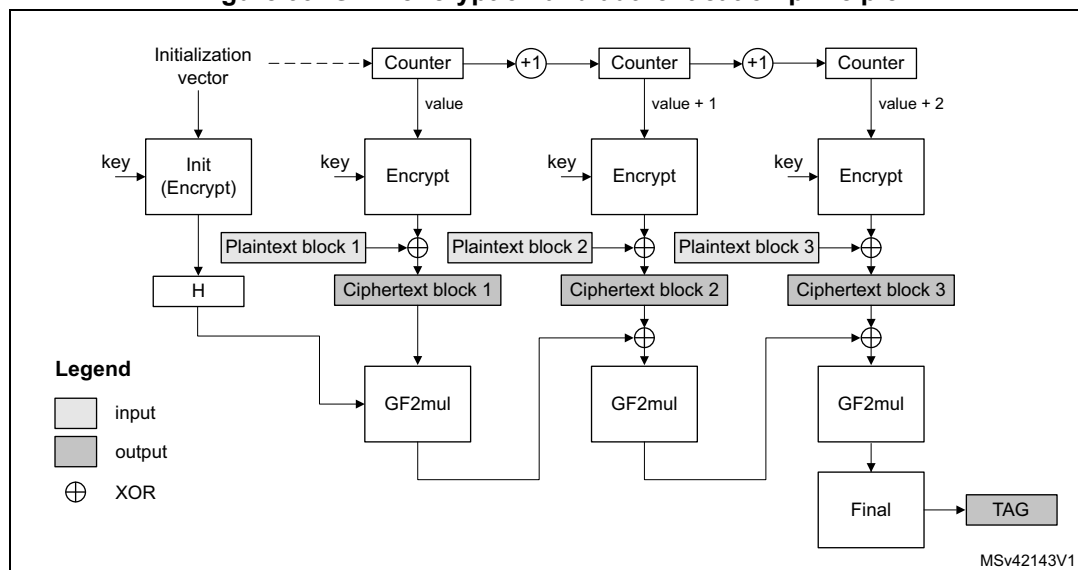 Initialization
vector
Counter
+1
Counter
+1
Counter
value
value + 1
value + 2
key
Init
(Encrypt)
key
Encrypt
key
Encrypt
key
Encrypt
Plaintext block 1
Plaintext block 2
Plaintext block 3
H
Ciphertext block 1
Ciphertext block 2
Ciphertext block 3
Legend
input
output
XOR
GF2mul
GF2mul
GF2mul
Final
TAG
MSv42143V1